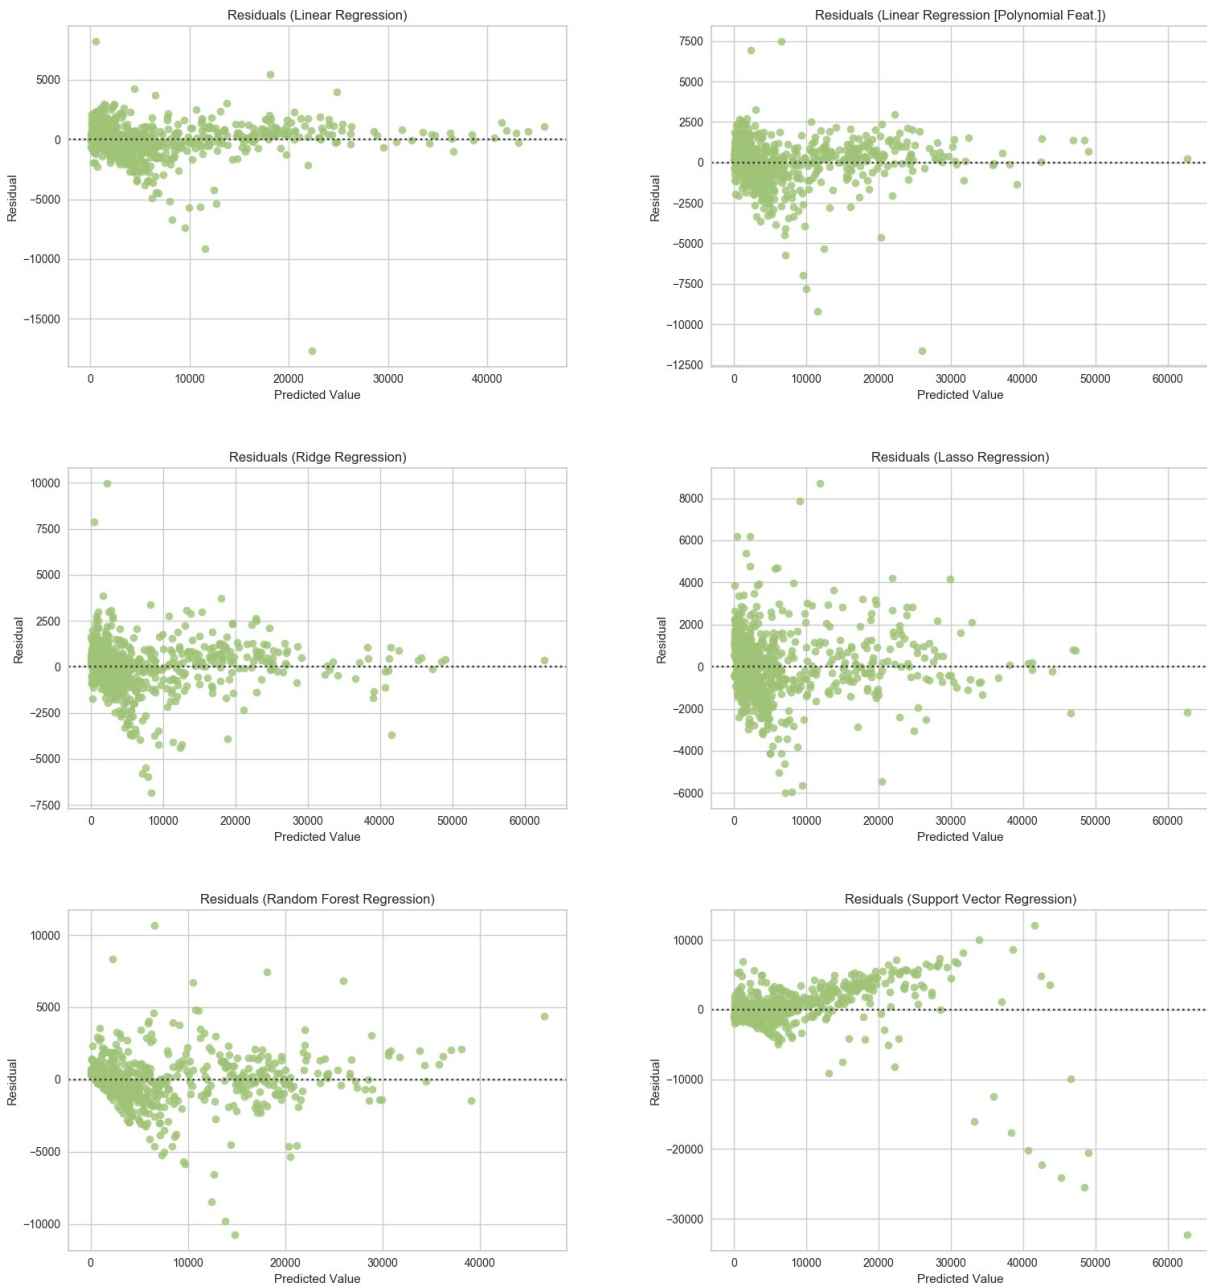 Residuals (Linear Regression)
5000
0
−5000
−10000
−15000
Residual
0 10000 20000 30000 40000
Predicted Value
Residuals (Linear Regression [Polynomial Feat.])
7500
5000
2500
0
−2500
−5000
−7500
−10000
−12500
Residual
0 10000 20000 30000 40000 50000 60000
Predicted Value
Residuals (Ridge Regression)
10000
7500
5000
2500
0
−2500
−5000
−7500
Residual
0 10000 20000 30000 40000 50000 60000
Predicted Value
Residuals (Lasso Regression)
8000
6000
4000
2000
0
−2000
−4000
−6000
Residual
0 10000 20000 30000 40000 50000 60000
Predicted Value
Residuals (Random Forest Regression)
10000
5000
0
−5000
−10000
Residual
0 10000 20000 30000 40000
Predicted Value
Residuals (Support Vector Regression)
10000
0
−10000
−20000
−30000
Residual
0 10000 20000 30000 40000 50000 60000
Predicted Value